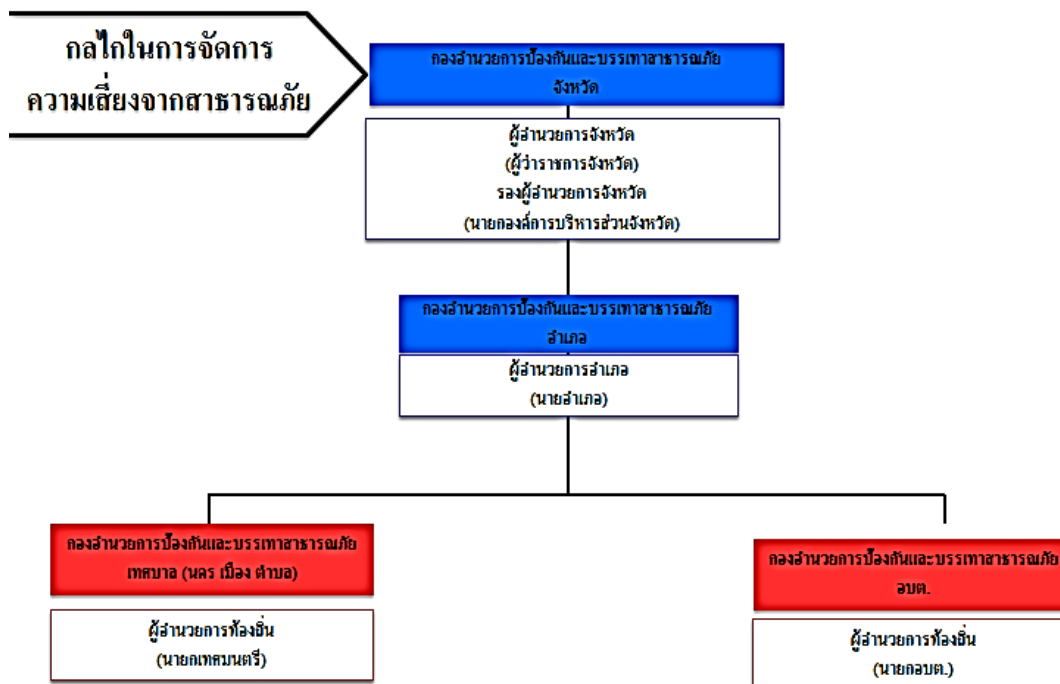 กลไกในการจัดการ
ความเสี่ยงจากสาธารณภัย
กองอำนวยการป้องกันและบรรเทาสาธารณภัย
จังหวัด
ผู้อำนวยการจังหวัด
(ผู้ว่าราชการจังหวัด)
รองผู้อำนวยการจังหวัด
(นายกองค์การบริหารส่วนจังหวัด)
กองอำนวยการป้องกันและบรรเทาสาธารณภัย
อำเภอ
ผู้อำนวยการอำเภอ
(นายอำเภอ)
กองอำนวยการป้องกันและบรรเทาสาธารณภัย
เทศบาล (นคร เมือง ตำบล)
ผู้อำนวยการท้องถิ่น
(นายกเทศมนตรี)
กองอำนวยการป้องกันและบรรเทาสาธารณภัย
อบต.
ผู้อำนวยการท้องถิ่น
(นายกอบต.)